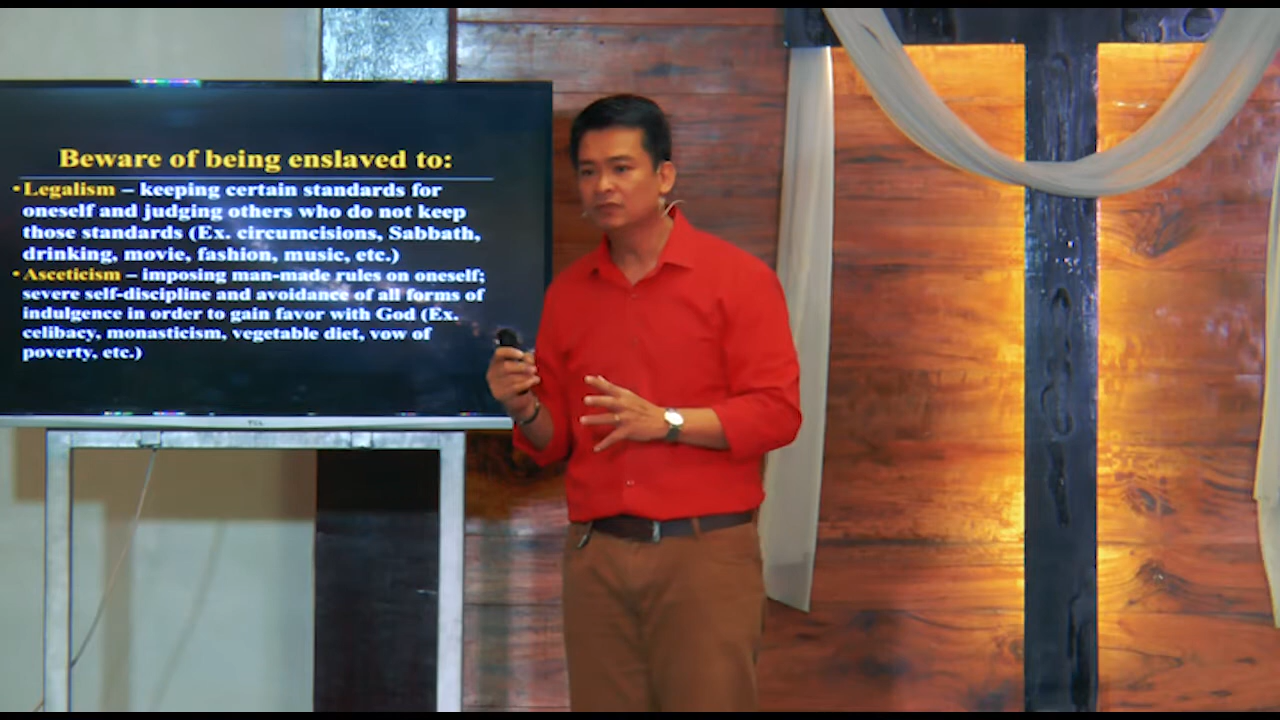 Beware of being enslaved to:
• Legalism – keeping certain standards for
oneself and judging others who do not keep
those standards (Ex. circumcisions, Sabbath,
drinking, movie, fashion, music, etc.)
• Asceticism – imposing man-made rules on oneself;
severe self-discipline and avoidance of all forms of
indulgence in order to gain favor with God (Ex.
celibacy, monasticism, vegetable diet, vow of
poverty, etc.)
TCL